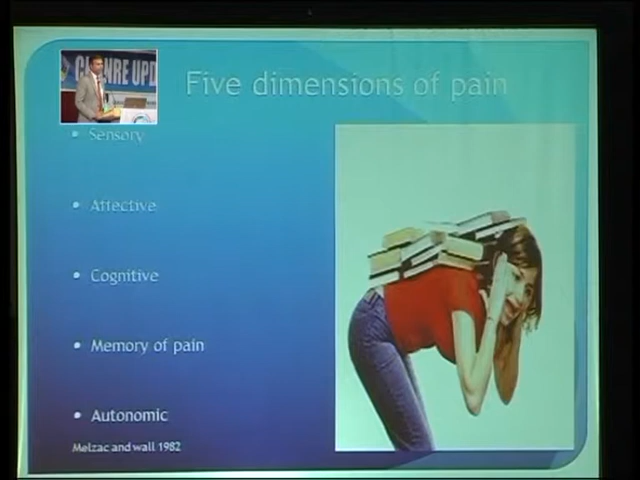 Five dimensions of pain
• Sensory
• Affective
• Cognitive
• Memory of pain
• Autonomic
Melzac and wall 1982